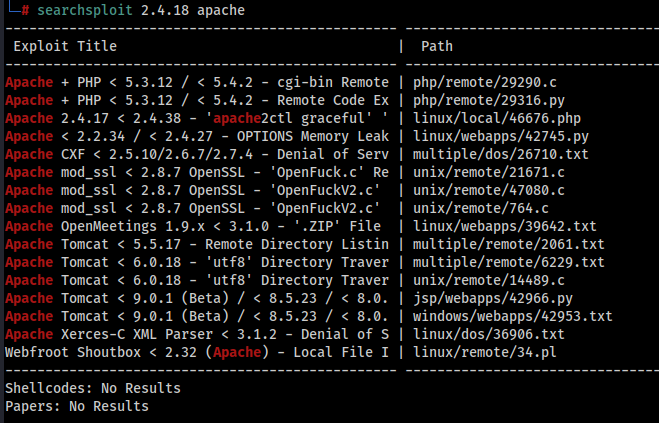 └─# searchsploit 2.4.18 apache
----------------------------------------------- ---------------------------------
Exploit Title | Path
----------------------------------------------- ---------------------------------
Apache + PHP < 5.3.12 / < 5.4.2 - cgi-bin Remote | php/remote/29290.c
Apache + PHP < 5.3.12 / < 5.4.2 - Remote Code Ex | php/remote/29316.py
Apache 2.4.17 < 2.4.38 - 'apache2ctl graceful' ' | linux/local/46676.php
Apache < 2.2.34 / < 2.4.27 - OPTIONS Memory Leak | linux/webapps/42745.py
Apache CXF < 2.5.10/2.6.7/2.7.4 - Denial of Serv | multiple/dos/26710.txt
Apache mod_ssl < 2.8.7 OpenSSL - 'OpenFuck.c' Re | unix/remote/21671.c
Apache mod_ssl < 2.8.7 OpenSSL - 'OpenFuckV2.c' | unix/remote/47080.c
Apache mod_ssl < 2.8.7 OpenSSL - 'OpenFuckV2.c' | unix/remote/764.c
Apache OpenMeetings 1.9.x < 3.1.0 - '.ZIP' File | linux/webapps/39642.txt
Apache Tomcat < 5.5.17 - Remote Directory Listin | multiple/remote/2061.txt
Apache Tomcat < 6.0.18 - 'utf8' Directory Traver | multiple/remote/6229.txt
Apache Tomcat < 6.0.18 - 'utf8' Directory Traver | unix/remote/14489.c
Apache Tomcat < 9.0.1 (Beta) / < 8.5.23 / < 8.0. | jsp/webapps/42966.py
Apache Tomcat < 9.0.1 (Beta) / < 8.5.23 / < 8.0. | windows/webapps/42953.txt
Apache Xerces-C XML Parser < 3.1.2 - Denial of S | linux/dos/36906.txt
Webfroot Shoutbox < 2.32 (Apache) - Local File I | linux/remote/34.pl
----------------------------------------------- ---------------------------------
Shellcodes: No Results
Papers: No Results